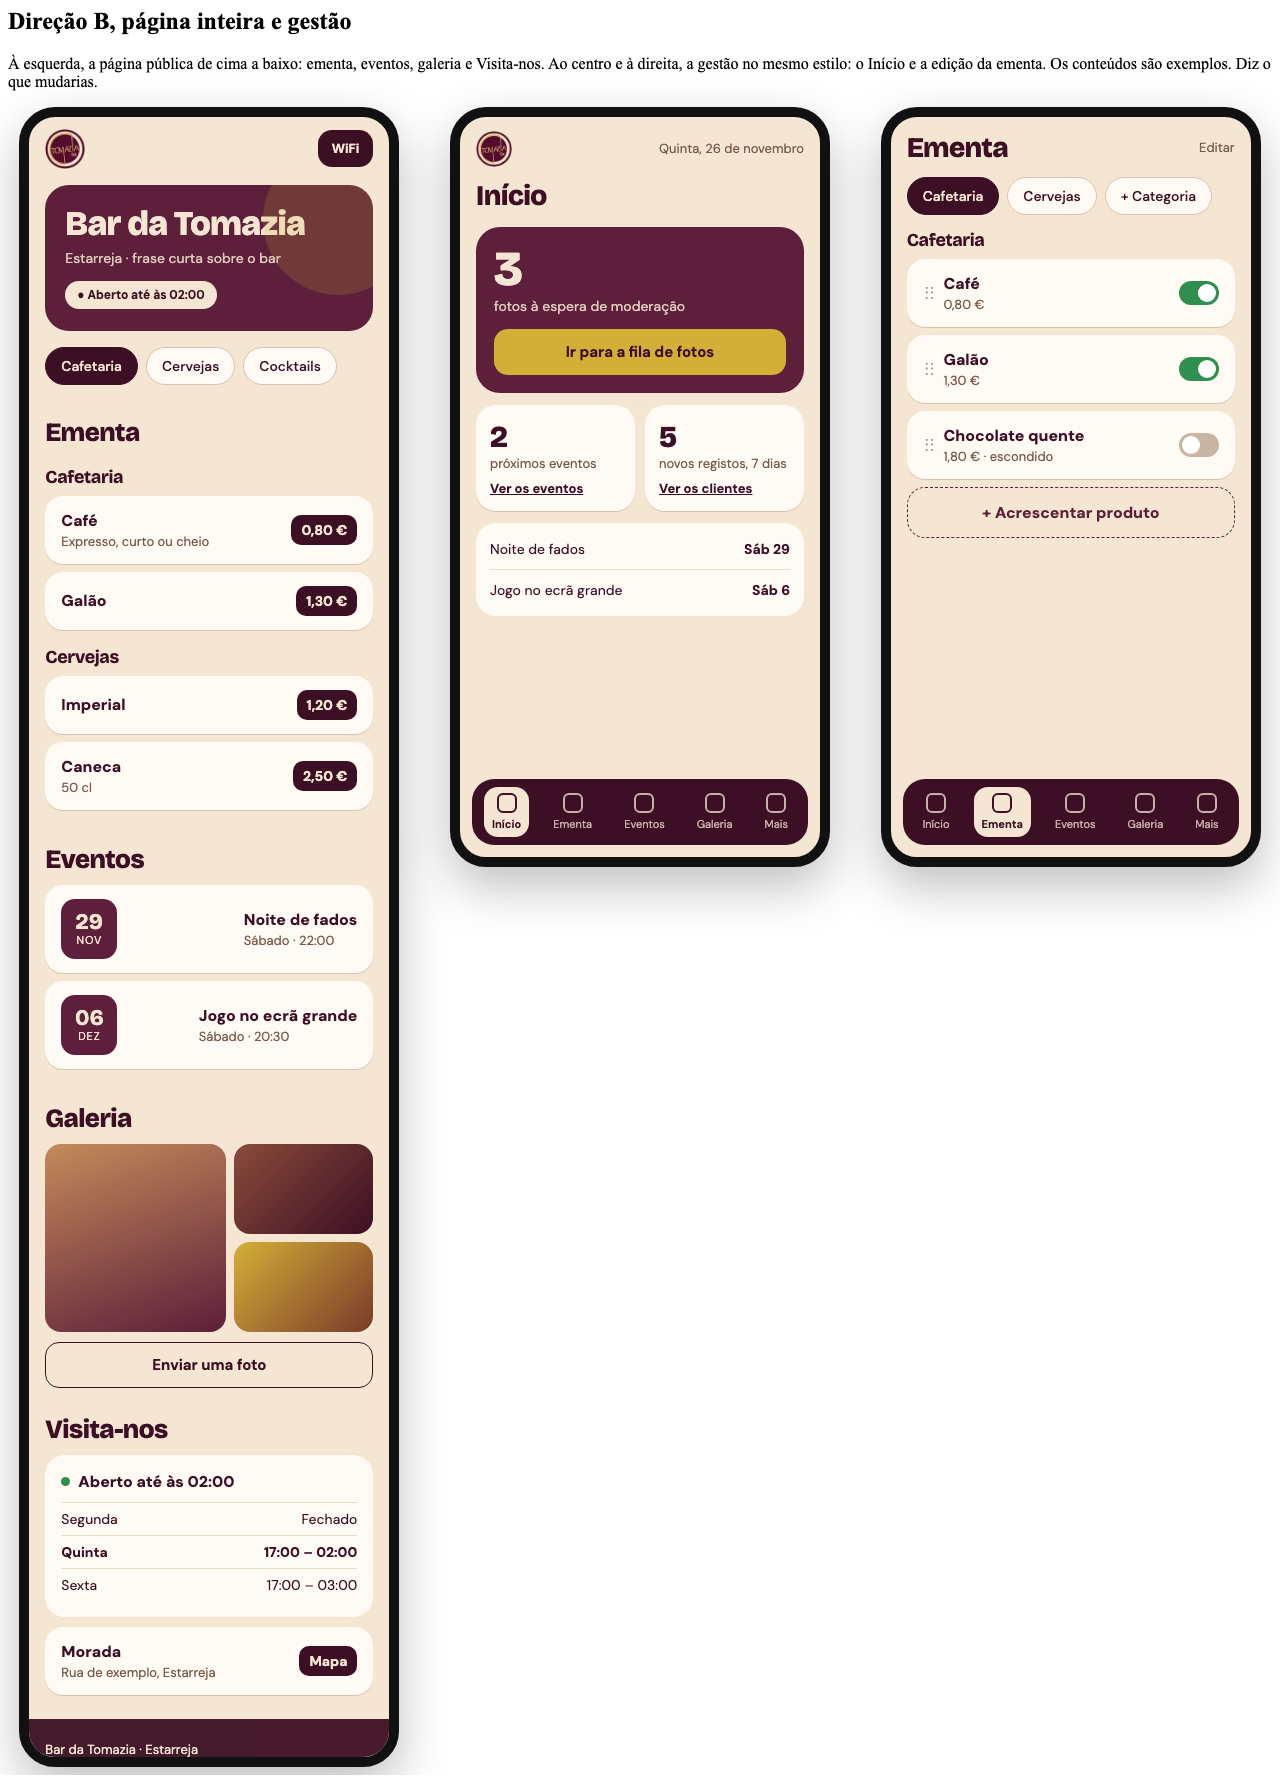 Direção B, página inteira e gestão
À esquerda, a página pública de cima a baixo: ementa, eventos, galeria e Visita-nos. Ao centro e à direita, a gestão no mesmo estilo: o Início e a edição da ementa. Os conteúdos são exemplos. Diz o
que mudarias.
TOMAZIA
WiFi
Bar da Tomazia
Estarreja · frase curta sobre o bar
● Aberto até às 02:00
Cafetaria
Cervejas
Cocktails
Ementa
Cafetaria
Café
Expresso, curto ou cheio
0,80 €
Galão
1,30 €
Cervejas
Imperial
1,20 €
Caneca
50 cl
2,50 €
Eventos
29
NOV
Noite de fados
Sábado · 22:00
06
DEZ
Jogo no ecrã grande
Sábado · 20:30
Galeria
Enviar uma foto
Visita-nos
Aberto até às 02:00
Segunda Fechado
Quinta 17:00 – 02:00
Sexta 17:00 – 03:00
Morada
Rua de exemplo, Estarreja
Mapa
Bar da Tomazia · Estarreja
TOMAZIA
Quinta, 26 de novembro
Início
3
fotos à espera de moderação
Ir para a fila de fotos
2
próximos eventos
Ver os eventos
5
novos registos, 7 dias
Ver os clientes
Noite de fados Sáb 29
Jogo no ecrã grande Sáb 6
Início
Ementa
Eventos
Galeria
Mais
Ementa
Editar
Cafetaria
Cervejas
+ Categoria
Cafetaria
Café
0,80 €
Galão
1,30 €
Chocolate quente
1,80 € · escondido
+ Acrescentar produto
Início
Ementa
Eventos
Galeria
Mais